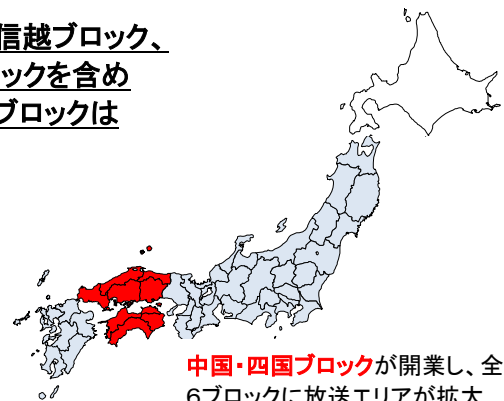 信越ブロック、
ックを含め
ブロックは
中国・四国ブロックが開業し、全
6ブロックに放送エリアが拡大